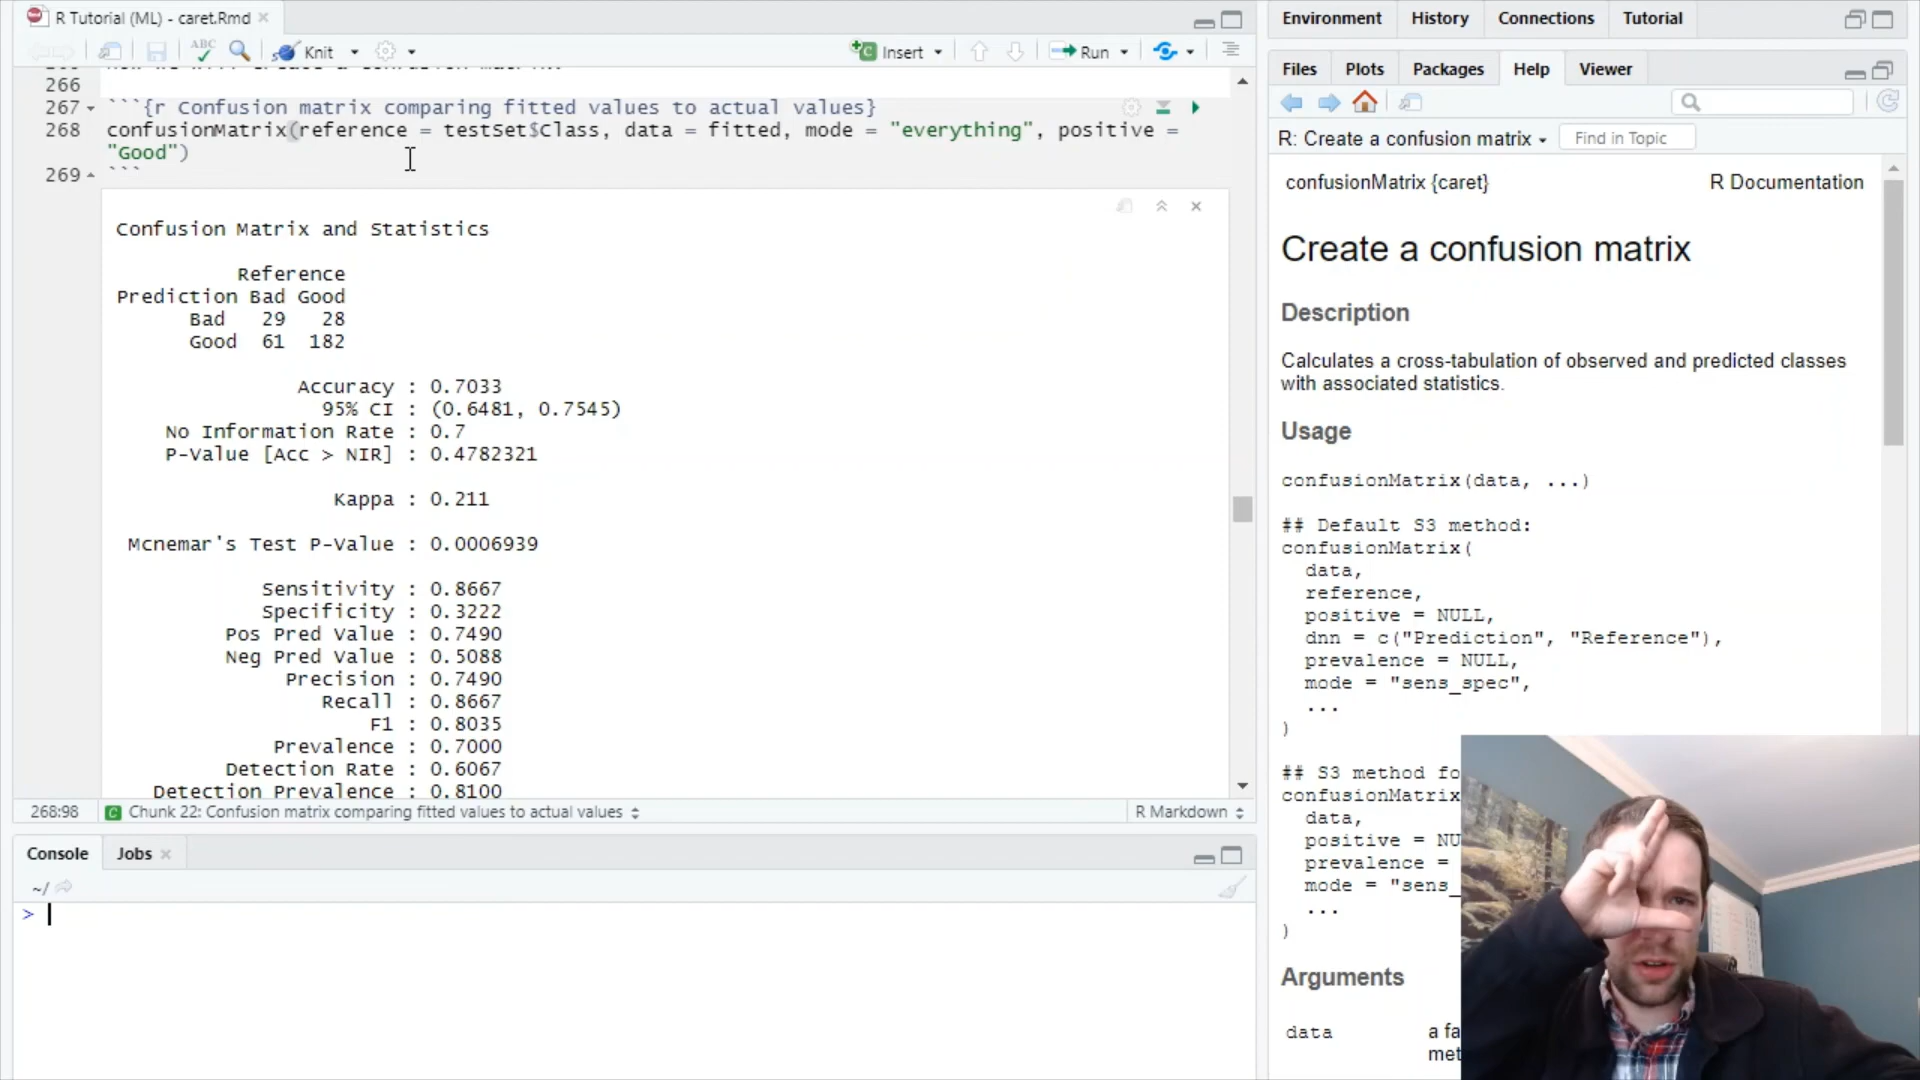 R Tutorial (ML) - caret.Rmd
ABC
Knit
Insert
Run
266
267 ```{r Confusion matrix comparing fitted values to actual values}
268 confusionMatrix(reference = testSet$Class, data = fitted, mode = "everything", positive =
"Good")
269 ```
Confusion Matrix and Statistics
Reference
Prediction Bad Good
Bad 29 28
Good 61 182
Accuracy : 0.7033
95% CI : (0.6481, 0.7545)
No Information Rate : 0.7
P-Value [Acc > NIR] : 0.4782321
Kappa : 0.211
Mcnemar's Test P-Value : 0.0006939
Sensitivity : 0.8667
Specificity : 0.3222
Pos Pred Value : 0.7490
Neg Pred Value : 0.5088
Precision : 0.7490
Recall : 0.8667
F1 : 0.8035
Prevalence : 0.7000
Detection Rate : 0.6067
Detection Prevalence : 0.8100
268:98
Chunk 22: Confusion matrix comparing fitted values to actual values
R Markdown
Console
Jobs
~/
>
Environment
History
Connections
Tutorial
Files
Plots
Packages
Help
Viewer
R: Create a confusion matrix
Find in Topic
confusionMatrix {caret}
R Documentation
Create a confusion matrix
Description
Calculates a cross-tabulation of observed and predicted classes
with associated statistics.
Usage
confusionMatrix(data, ...)
## Default S3 method:
confusionMatrix(
data,
reference,
positive = NULL,
dnn = c("Prediction", "Reference"),
prevalence = NULL,
mode = "sens_spec",
...
)
## S3 method fo
confusionMatrix
data,
positive = NU
prevalence =
mode = "sens_
...
)
Arguments
data
a fa
met